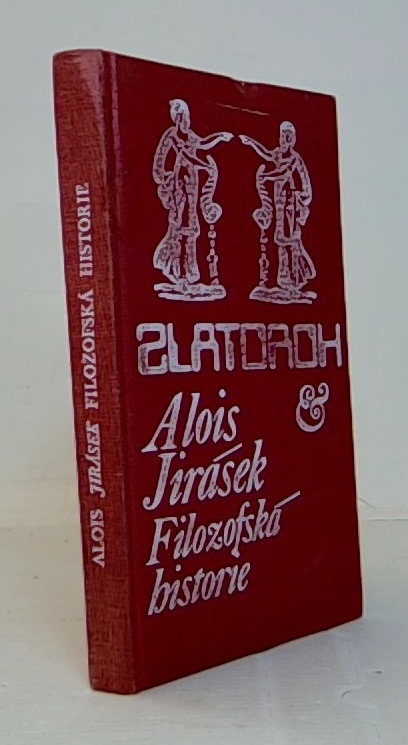 ALOIS JIRÁSEK FILOZOFSKÁ HISTORIE
ZLATOROH
&
Alois
Jirásek
Filozofská
historie